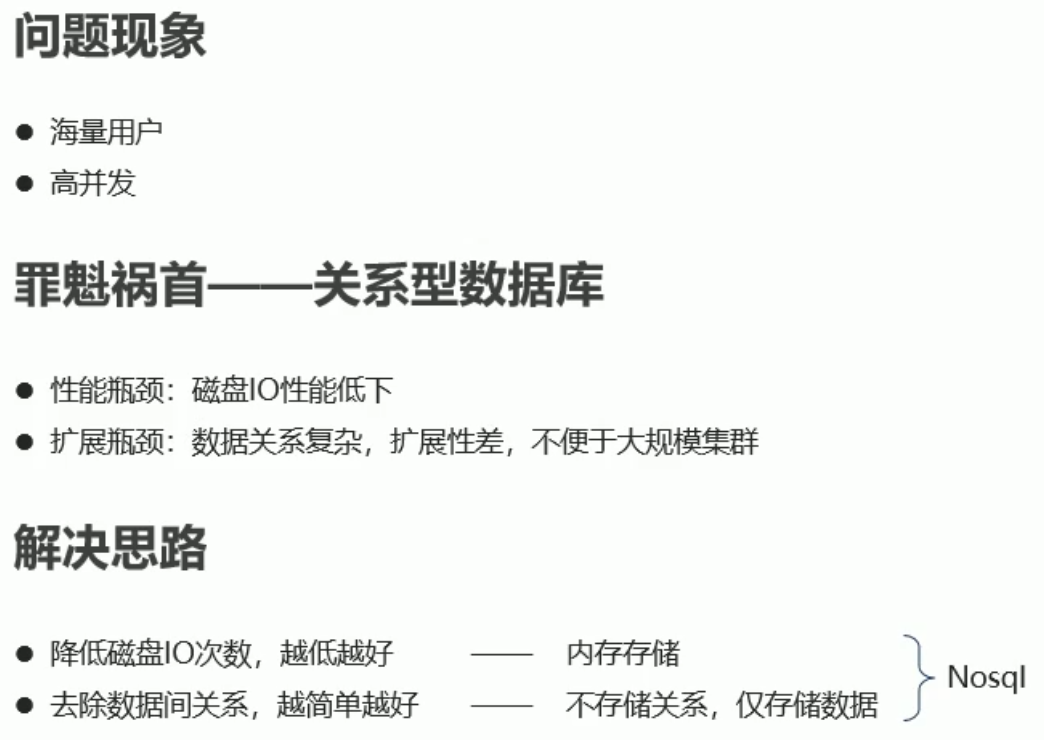 问题现象
● 海量用户
● 高并发
罪魁祸首——关系型数据库
● 性能瓶颈：磁盘IO性能低下
● 扩展瓶颈：数据关系复杂，扩展性差，不便于大规模集群
解决思路
● 降低磁盘IO次数，越低越好 —— 内存存储
● 去除数据间关系，越简单越好 —— 不存储关系，仅存储数据
Nosql